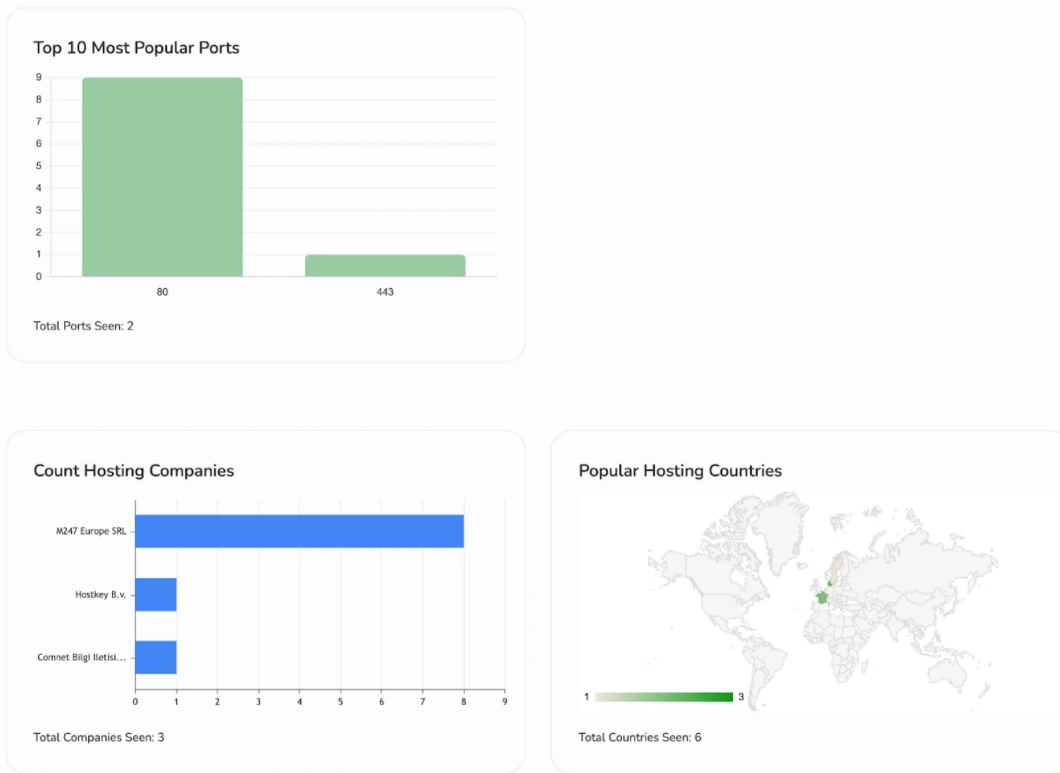 Top 10 Most Popular Ports
9
8
7
6
5
4
3
2
1
0
80 443
Total Ports Seen: 2
Count Hosting Companies
M247 Europe SRL
Hostkey B.v.
Comnet Bilgi Iletisi...
0 1 2 3 4 5 6 7 8 9
Total Companies Seen: 3
Popular Hosting Countries
1 3
Total Countries Seen: 6